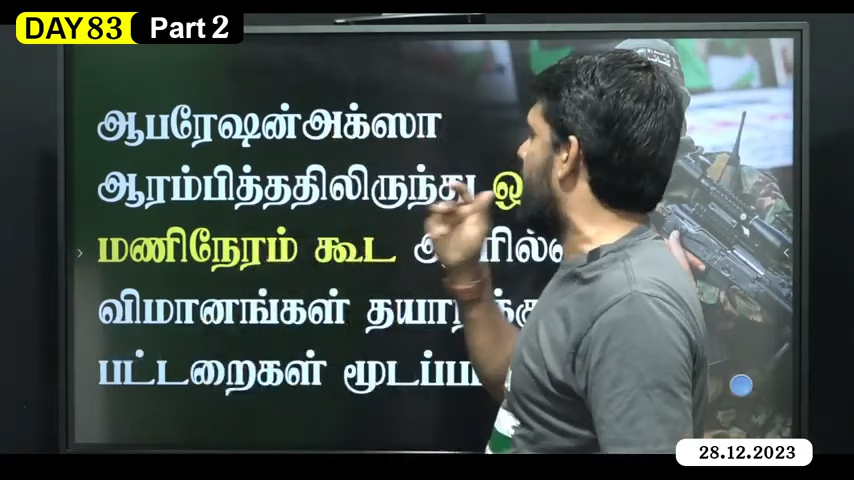 DAY 83 Part 2
ஆபரேஷன் அக்ஸா
ஆரம்பித்ததிலிருந்து
மணிநேரம் கூட
விமானங்கள்
பட்டறைகள்
28.12.2023